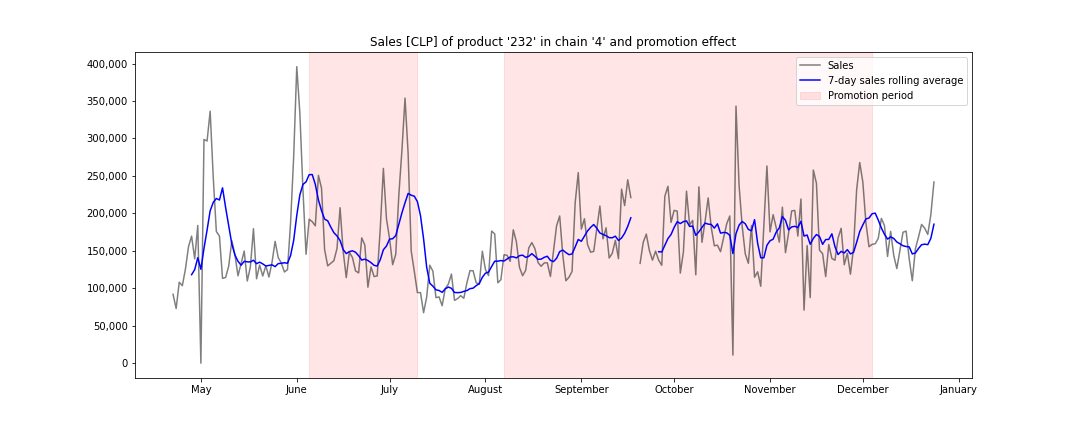 Sales [CLP] of product '232' in chain '4' and promotion effect
400,000
350,000
300,000
250,000
200,000
150,000
100,000
50,000
0
Sales
7-day sales rolling average
Promotion period
May June July August September October November December January